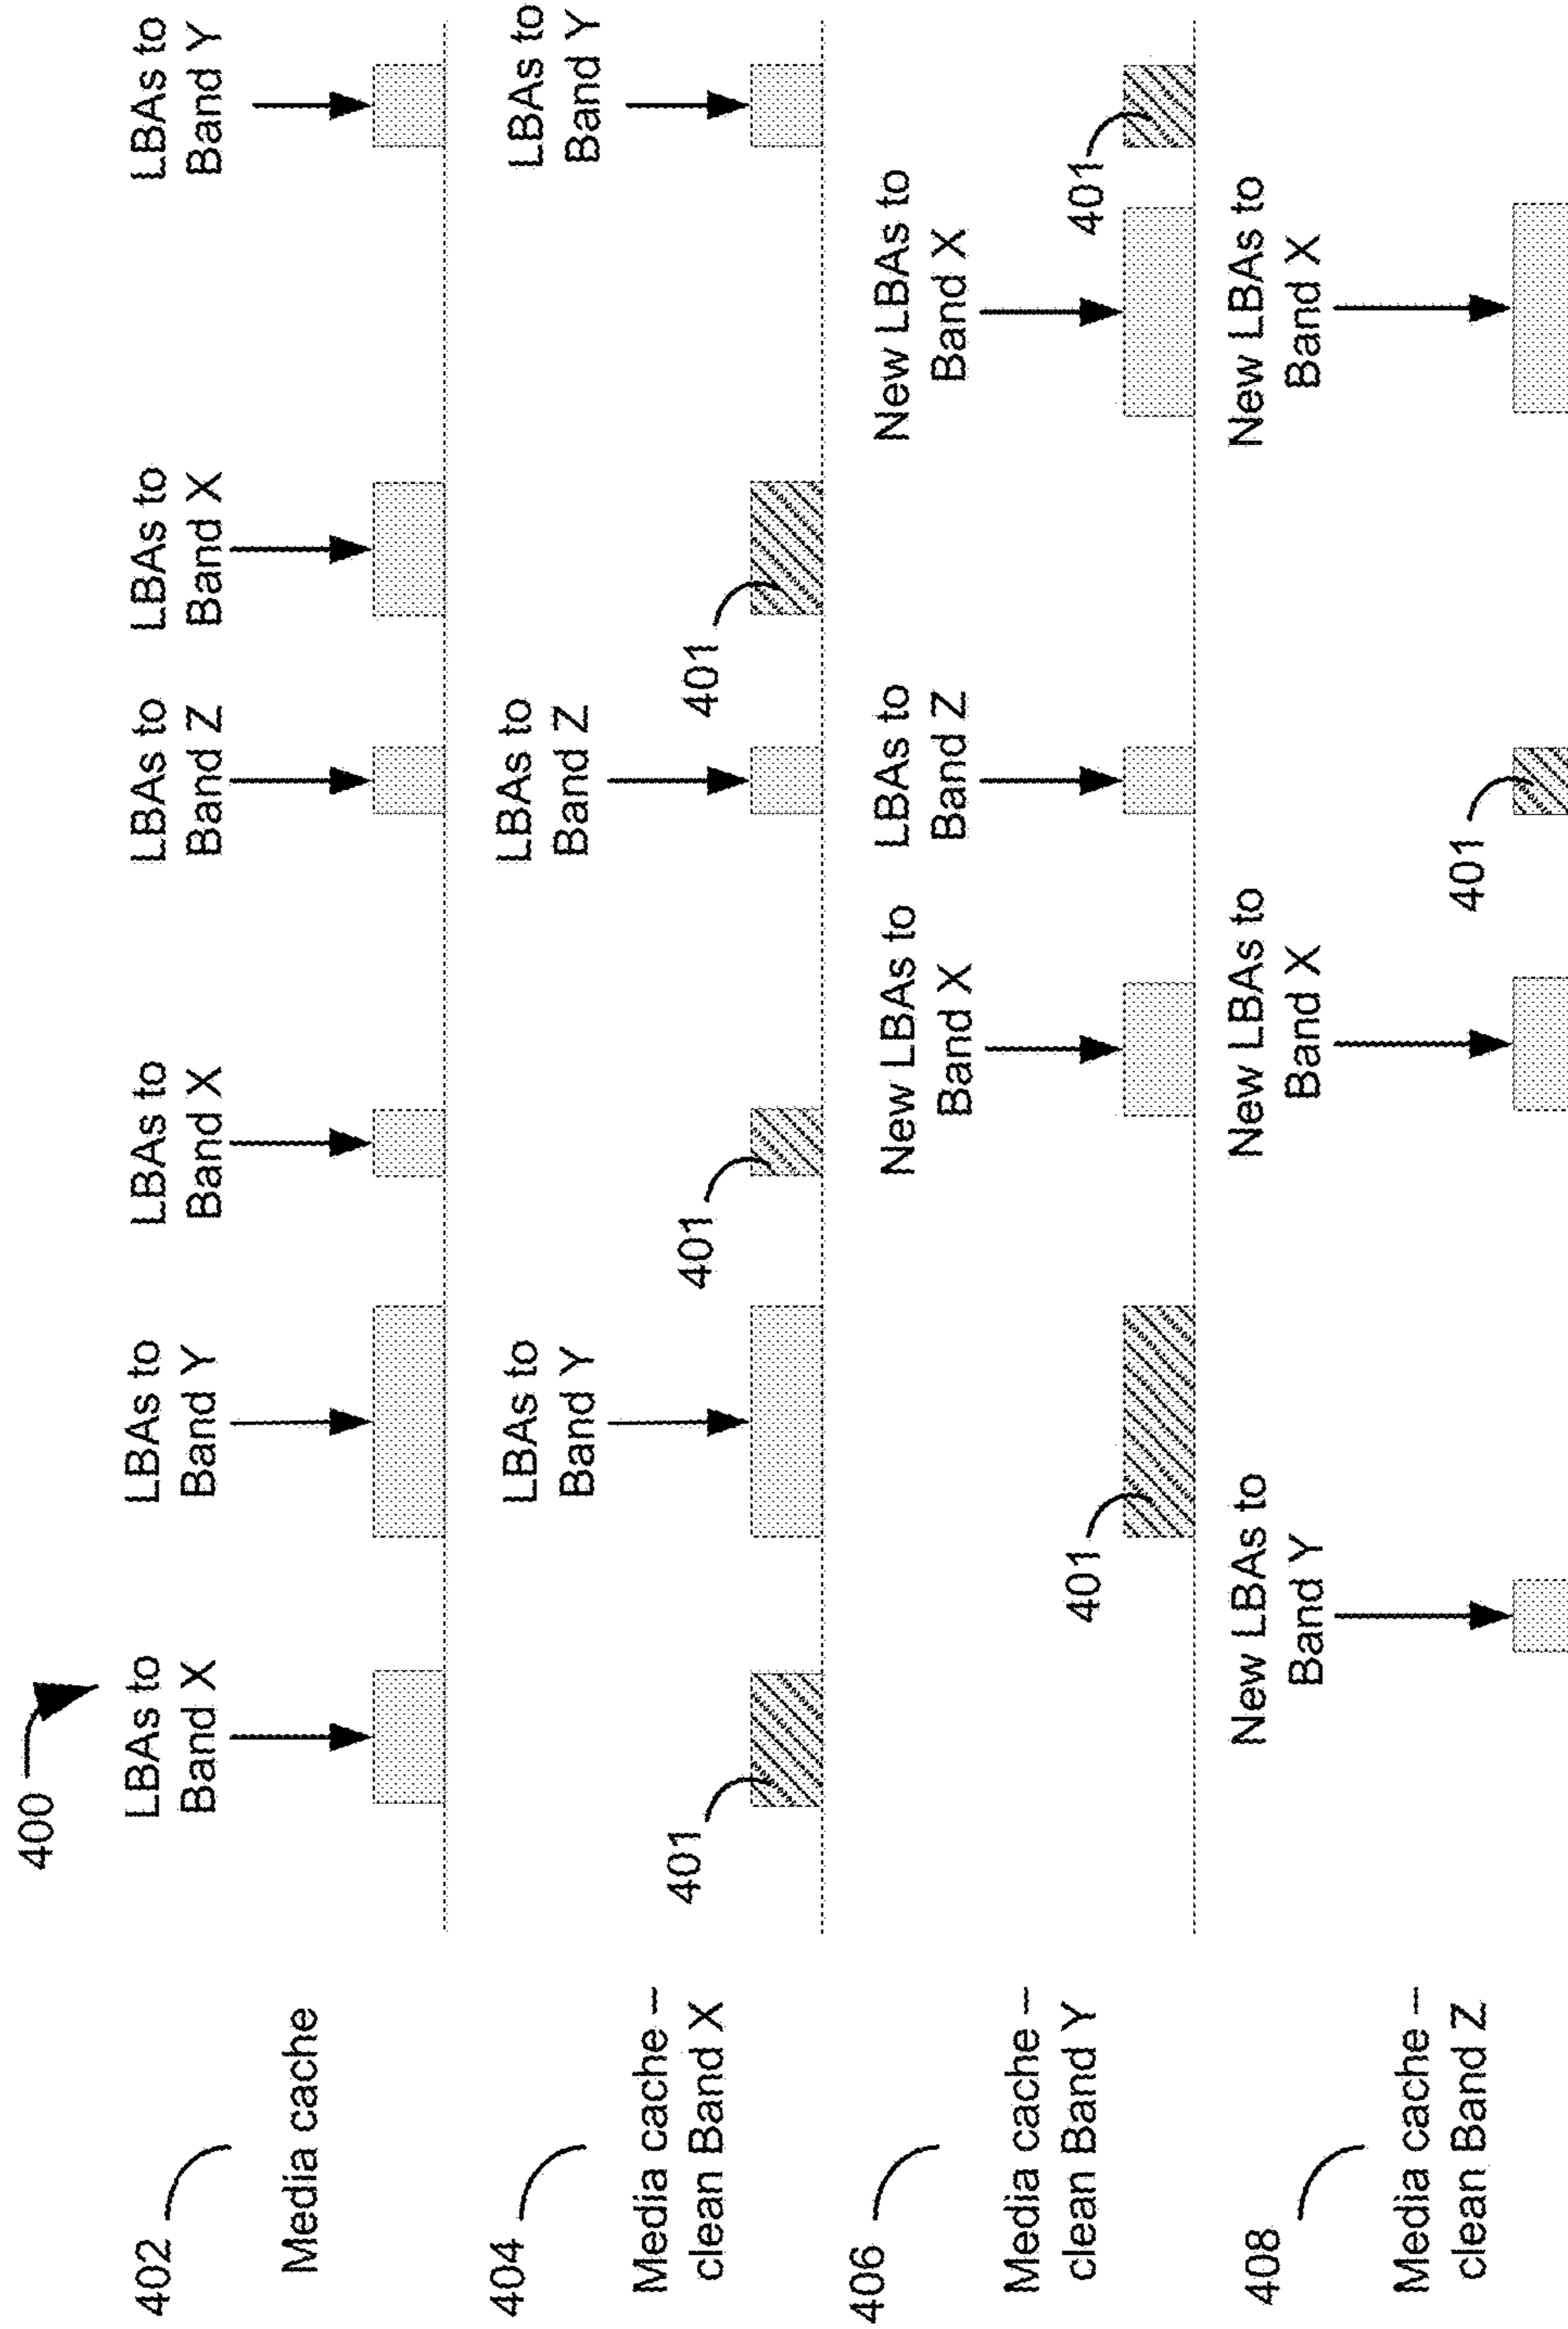 400
402
Media cache
LBAs to
Band X
LBAs to
Band Y
LBAs to
Band X
LBAs to
Band Z
LBAs to
Band X
LBAs to
Band Y
404
Media cache –
clean Band X
401
LBAs to
Band Y
401
LBAs to
Band Z
401
LBAs to
Band Y
406
Media cache –
clean Band Y
401
New LBAs to
Band X
LBAs to
Band Z
New LBAs to
Band X
401
408
Media cache –
clean Band Z
New LBAs to
Band Y
New LBAs to
Band X
401
New LBAs to
Band X